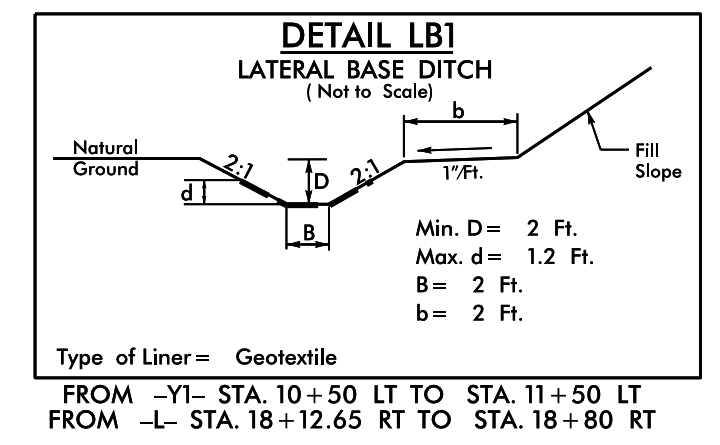 DETAIL LB1
LATERAL BASE DITCH
( Not to Scale)
b
Natural
Ground
2:1
D
2:1
1"/Ft.
Fill
Slope
d
B
Min. D= 2 Ft.
Max. d= 1.2 Ft.
B= 2 Ft.
b= 2 Ft.
Type of Liner= Geotextile
FROM -Y1- STA. 10+50 LT TO STA. 11+50 LT
FROM -L- STA. 18+12.65 RT TO STA. 18+80 RT